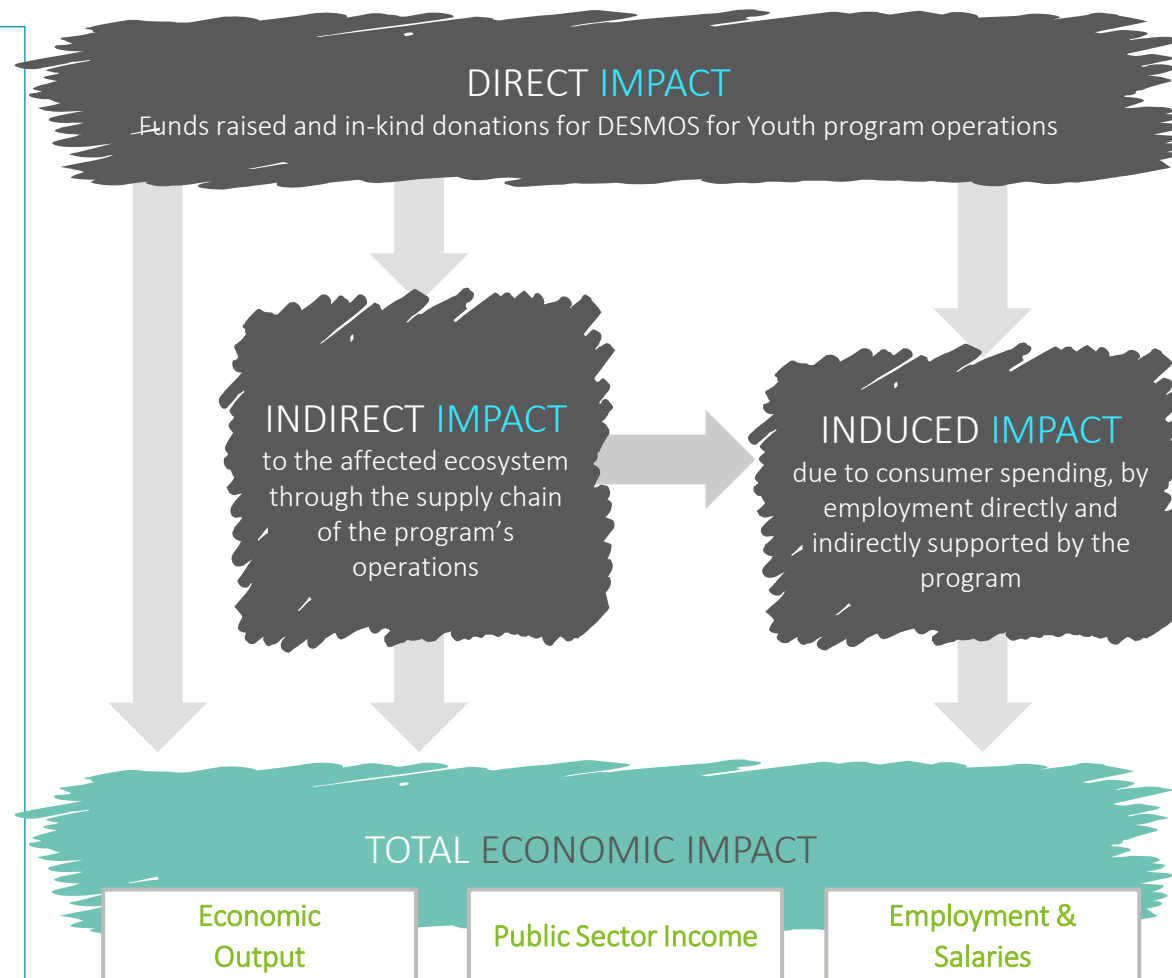 DIRECT IMPACT
Funds raised and in-kind donations for DESMOS for Youth program operations
INDIRECT IMPACT
to the affected ecosystem
through the supply chain
of the program's
operations
INDUCED IMPACT
due to consumer spending, by
employment directly and
indirectly supported by the
program
TOTAL ECONOMIC IMPACT
Economic
Output
Public Sector Income
Employment &
Salaries